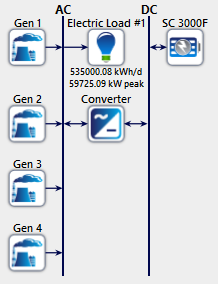 AC
DC
Gen 1
Electric Load #1
SC 3000F
535000.08 kWh/d
59725.09 kW peak
Gen 2
Converter
Gen 3
Gen 4